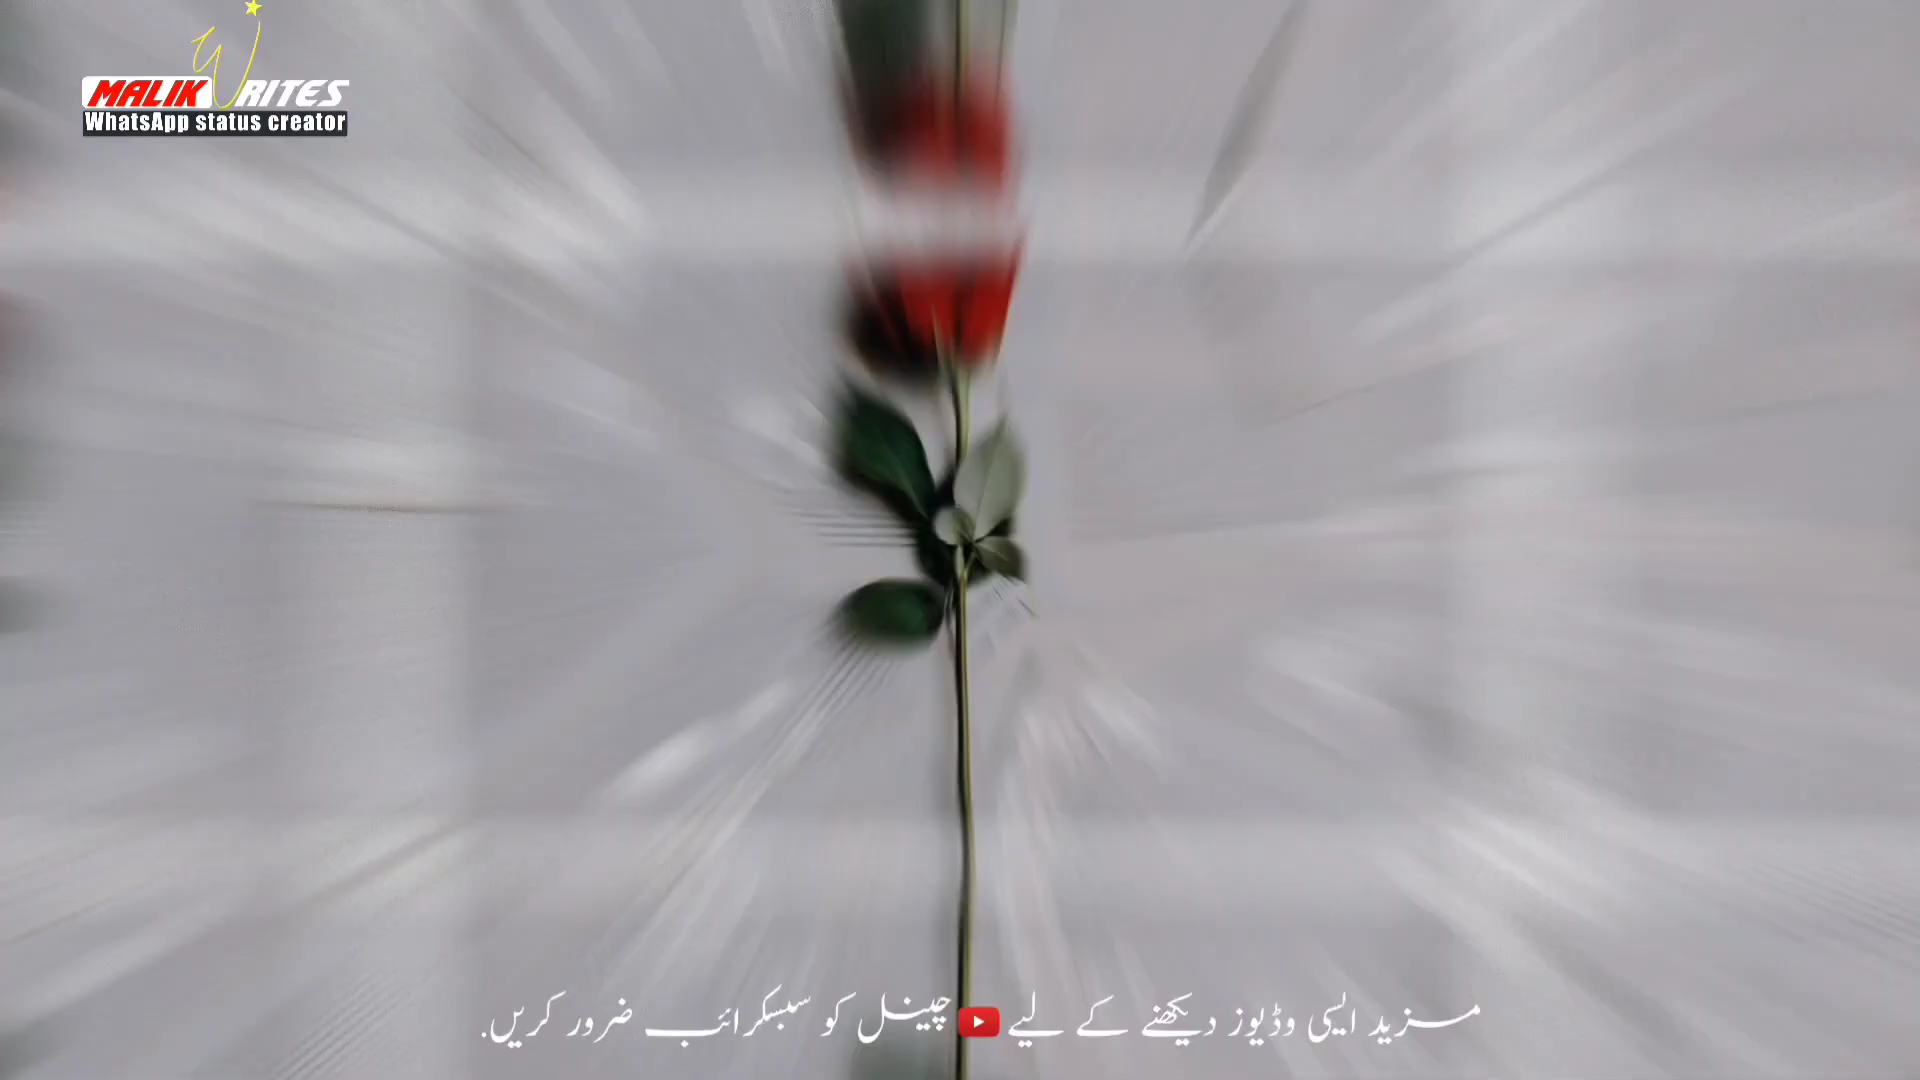 MALIK WRITES
WhatsApp status creator
مزید ایسی وڈیوز دیکھنے کے لیے چینل کو سبسکرائب ضرور کریں.